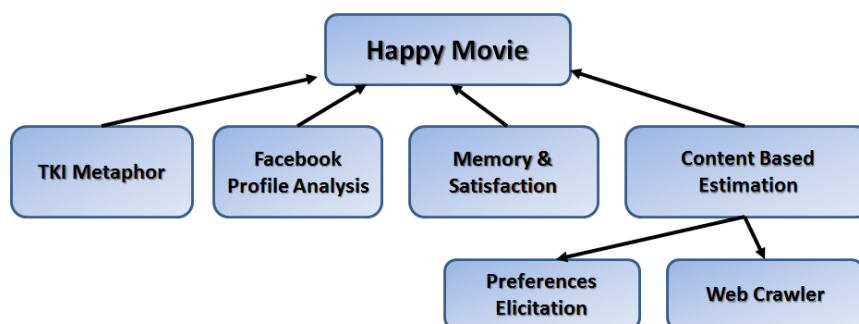 Happy Movie
TKI Metaphor
Facebook
Profile Analysis
Memory &
Satisfaction
Content Based
Estimation
Preferences
Elicitation
Web Crawler